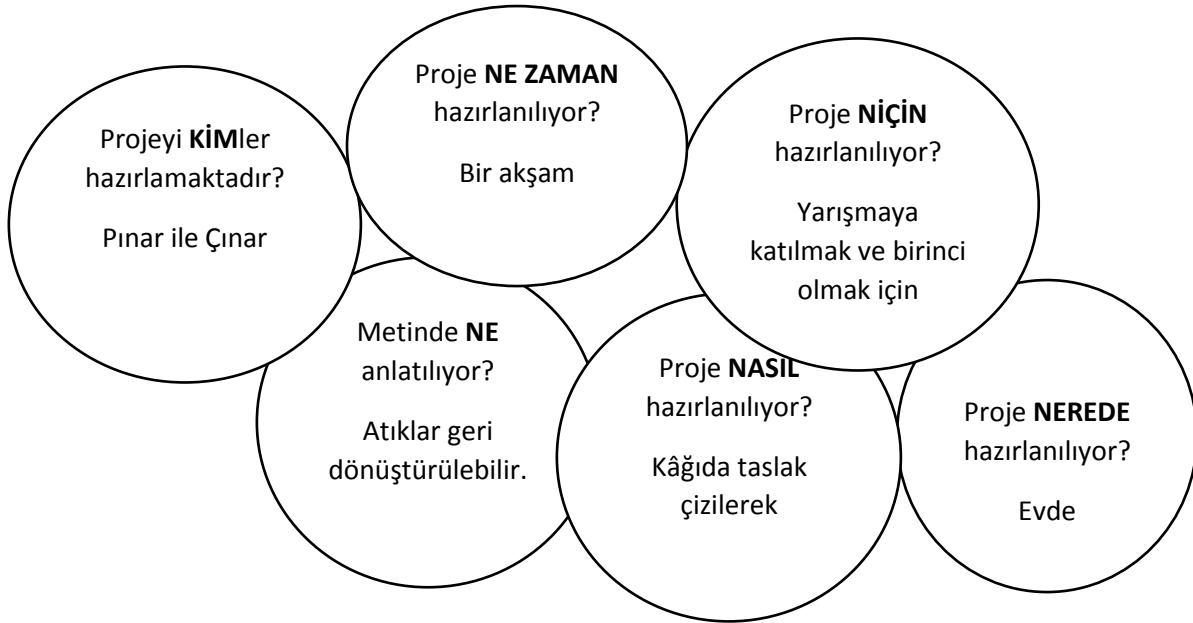 Projeyi KİMler
hazırlamaktadır?
Pınar ile Çınar
Proje NE ZAMAN
hazırlanılıyor?
Bir akşam
Proje NİÇİN
hazırlanılıyor?
Yarışmaya
katılmak ve birinci
olmak için
Metinde NE
anlatılıyor?
Atıklar geri
dönüştürülebilir.
Proje NASIL
hazırlanılıyor?
Kâğıda taslak
çizilerek
Proje NEREDE
hazırlanılıyor?
Evde